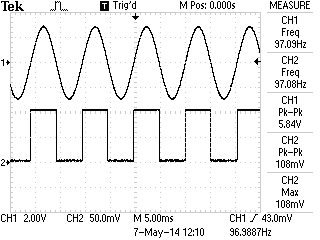 Tek T Trig'd M Pos: 0.000s MEASURE
CH1
Freq
97.09Hz
CH2
Freq
97.08Hz
CH1
Pk-Pk
5.84V
CH2
Pk-Pk
108mV
CH2
Max
108mV
1
2
CH1 2.00V CH2 50.0mV M 5.00ms CH1 43.0mV
7-May-14 12:10 96.9887Hz